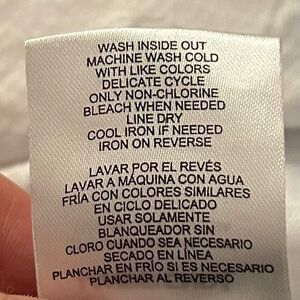 WASH INSIDE OUT
MACHINE WASH COLD
WITH LIKE COLORS
DELICATE CYCLE
ONLY NON-CHLORINE
BLEACH WHEN NEEDED
LINE DRY
COOL IRON IF NEEDED
IRON ON REVERSE
LAVAR POR EL REVÉS
LAVAR A MÁQUINA CON AGUA
FRÍA CON COLORES SIMILARES
EN CICLO DELICADO
USAR SOLAMENTE
BLANQUEADOR SIN
CLORO CUANDO SEA NECESARIO
SECADO EN LÍNEA
PLANCHAR EN FRÍO SI ES NECESARIO
PLANCHAR AL REVERSO